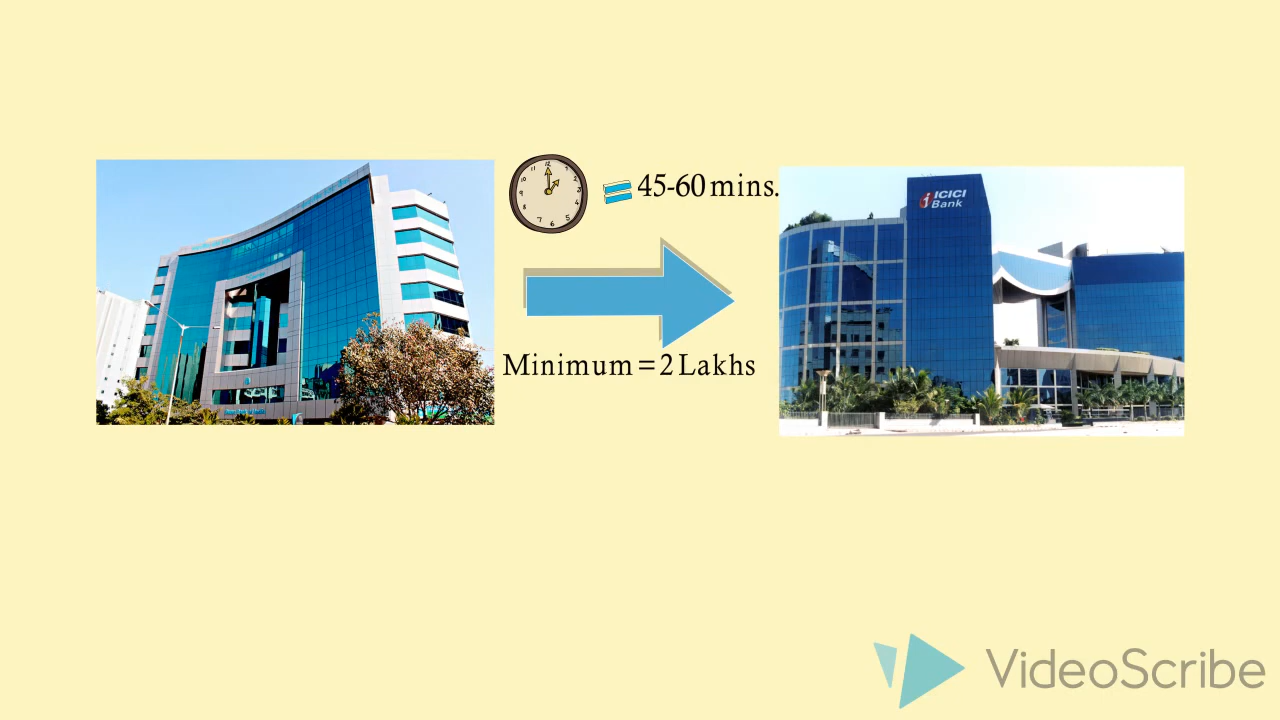 45-60 mins.
ICICI
Bank
Minimum = 2 Lakhs
VideoScribe